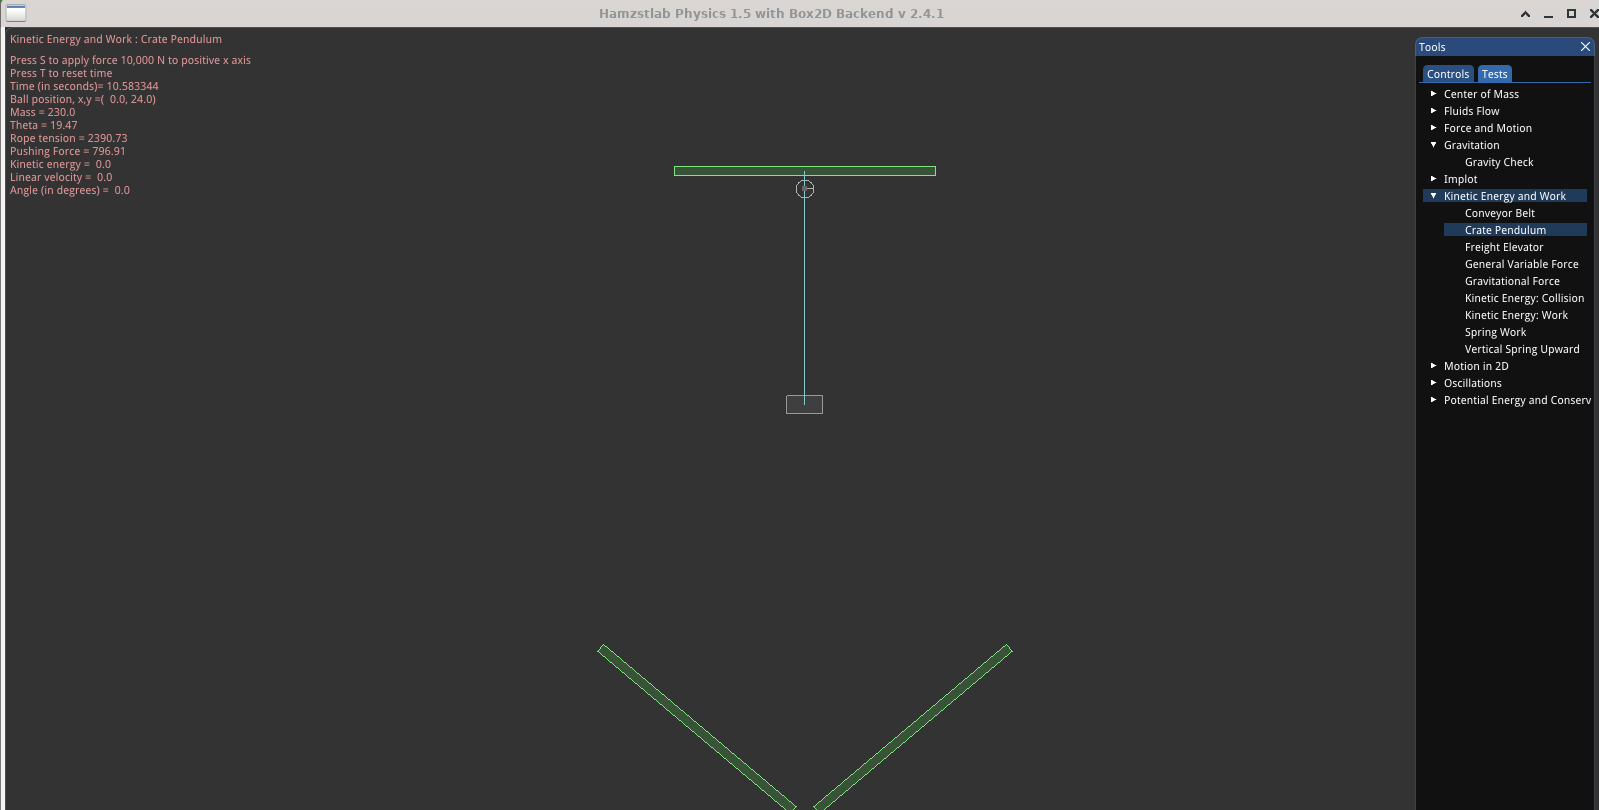 Hamzstlab Physics 1.5 with Box2D Backend v 2.4.1
Kinetic Energy and Work : Crate Pendulum
Press S to apply force 10,000 N to positive x axis
Press T to reset time
Time (in seconds)= 10.583344
Ball position, x,y =(  0.0, 24.0)
Mass = 230.0
Theta = 19.47
Rope tension = 2390.73
Pushing Force = 796.91
Kinetic energy =  0.0
Linear velocity =  0.0
Angle (in degrees) =  0.0
Tools
Controls Tests
Center of Mass
Fluids Flow
Force and Motion
Gravitation
Gravity Check
Implot
Kinetic Energy and Work
Conveyor Belt
Crate Pendulum
Freight Elevator
General Variable Force
Gravitational Force
Kinetic Energy: Collision
Kinetic Energy: Work
Spring Work
Vertical Spring Upward
Motion in 2D
Oscillations
Potential Energy and Conserv